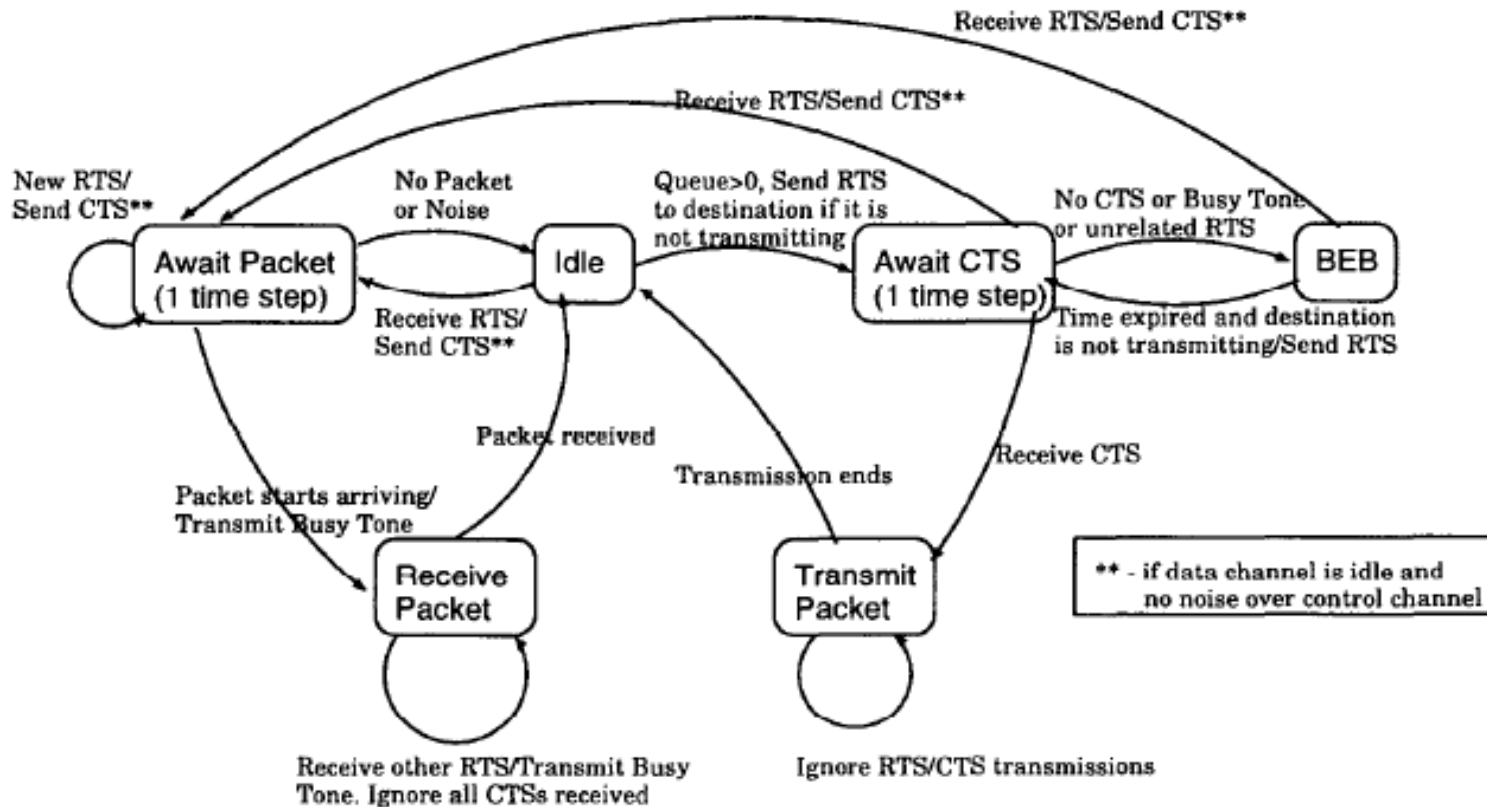 Receive RTS/Send CTS**
Receive RTS/Send CTS**
New RTS/
Send CTS**
No Packet
or Noise
Queue>0, Send RTS
to destination if it is
not transmitting
No CTS or Busy Tone
or unrelated RTS
Await Packet
(1 time step)
Idle
Await CTS
(1 time step)
BEB
Receive RTS/
Send CTS**
Time expired and destination
is not transmitting/Send RTS
Packet received
Receive CTS
Transmission ends
Packet starts arriving/
Transmit Busy Tone
Receive
Packet
Transmit
Packet
** - if data channel is idle and
no noise over control channel
Receive other RTS/Transmit Busy
Tone. Ignore all CTSs received
Ignore RTS/CTS transmissions